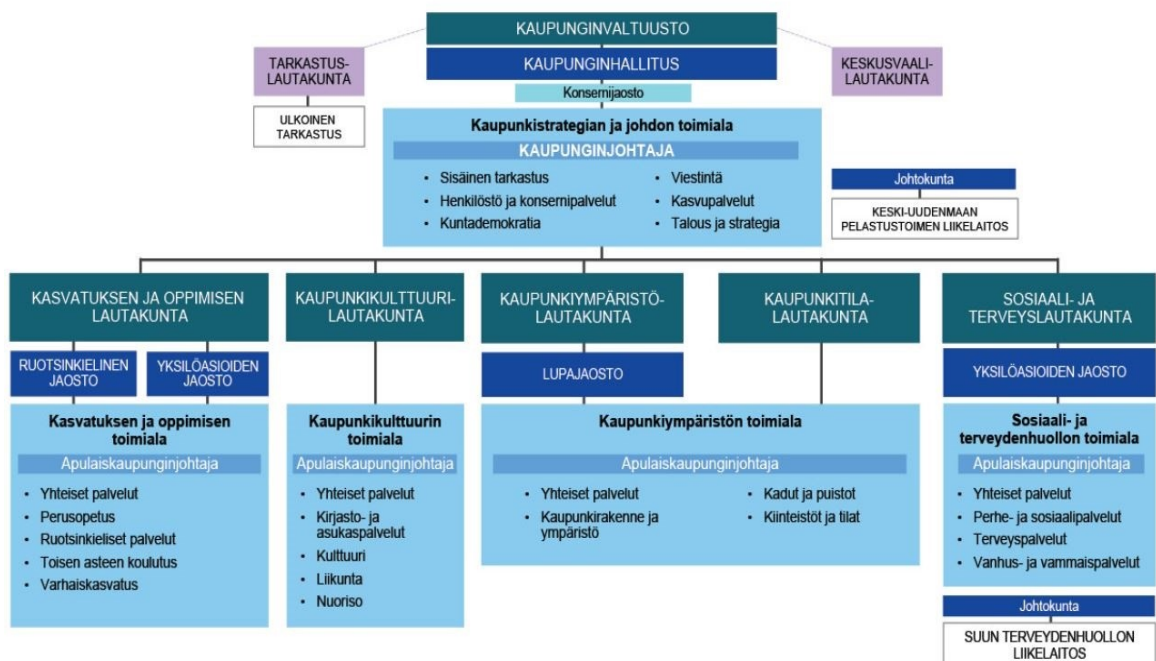 KAUPUNGINVALTUUSTO
TARKASTUS-
LAUTAKUNTA
KAUPUNGINHALLITUS
KESKUSVAALI-
LAUTAKUNTA
Konsernijaosto
ULKOINEN
TARKASTUS
Kaupunkistrategian ja johdon toimiala
KAUPUNGINJOHTAJA
• Sisäinen tarkastus
• Henkilöstö ja konsernipalvelut
• Kuntademokratia
• Viestintä
• Kasvupalvelut
• Talous ja strategia
Johtokunta
KESKI-UUDENMAAN
PELASTUSTOIMEN LIIKELAITOS
KASVATUKSEN JA OPPIMISEN
LAUTAKUNTA
KAUPUNKIKULTTUURI-
LAUTAKUNTA
KAUPUNKIYMPÄRISTÖ-
LAUTAKUNTA
KAUPUNKITILA-
LAUTAKUNTA
SOSIAALI- JA
TERVEYSLAUTAKUNTA
RUOTSINKIELINEN
JAOSTO
YKSILÖASIOIDEN
JAOSTO
LUPAJAOSTO
YKSILÖASIOIDEN JAOSTO
Kasvatuksen ja oppimisen
toimiala
Apulaiskaupunginjohtaja
• Yhteiset palvelut
• Perusopetus
• Ruotsinkieliset palvelut
• Toisen asteen koulutus
• Varhaiskasvatus
Kaupunkikulttuurin
toimiala
Apulaiskaupunginjohtaja
• Yhteiset palvelut
• Kirjasto- ja
asukaspalvelut
• Kulttuuri
• Liikunta
• Nuoriso
Kaupunkiympäristön toimiala
Apulaiskaupunginjohtaja
• Yhteiset palvelut
• Kaupunkirakenne ja
ympäristö
• Kadut ja puistot
• Kiinteistöt ja tilat
Sosiaali- ja
terveydenhuollon toimiala
Apulaiskaupunginjohtaja
• Yhteiset palvelut
• Perhe- ja sosiaalipalvelut
• Terveyspalvelut
• Vanhus- ja vammaispalvelut
Johtokunta
SUUN TERVEYDENHUOLLON
LIIKELAITOS